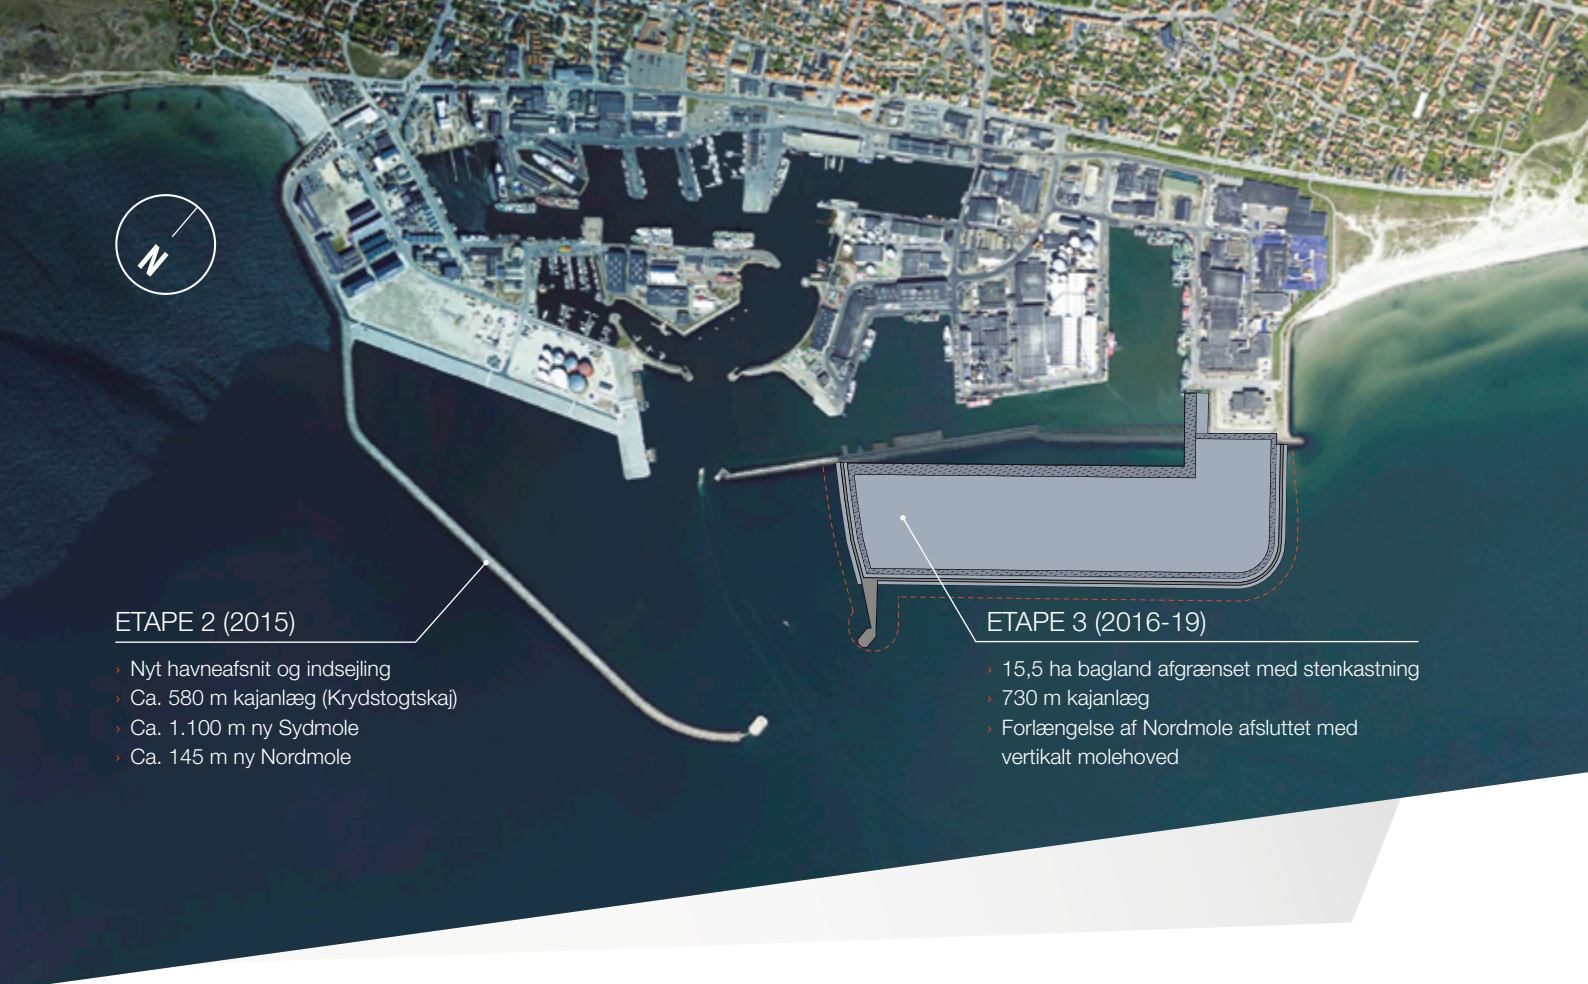 N
ETAPE 2 (2015)
› Nyt havneafsnit og indsejling
› Ca. 580 m kajanlæg (Krydstogtskaj)
› Ca. 1.100 m ny Sydmole
› Ca. 145 m ny Nordmole
ETAPE 3 (2016-19)
› 15,5 ha bagland afgrænset med stenkastning
› 730 m kajanlæg
› Forlængelse af Nordmole afsluttet med
vertikalt molehoved